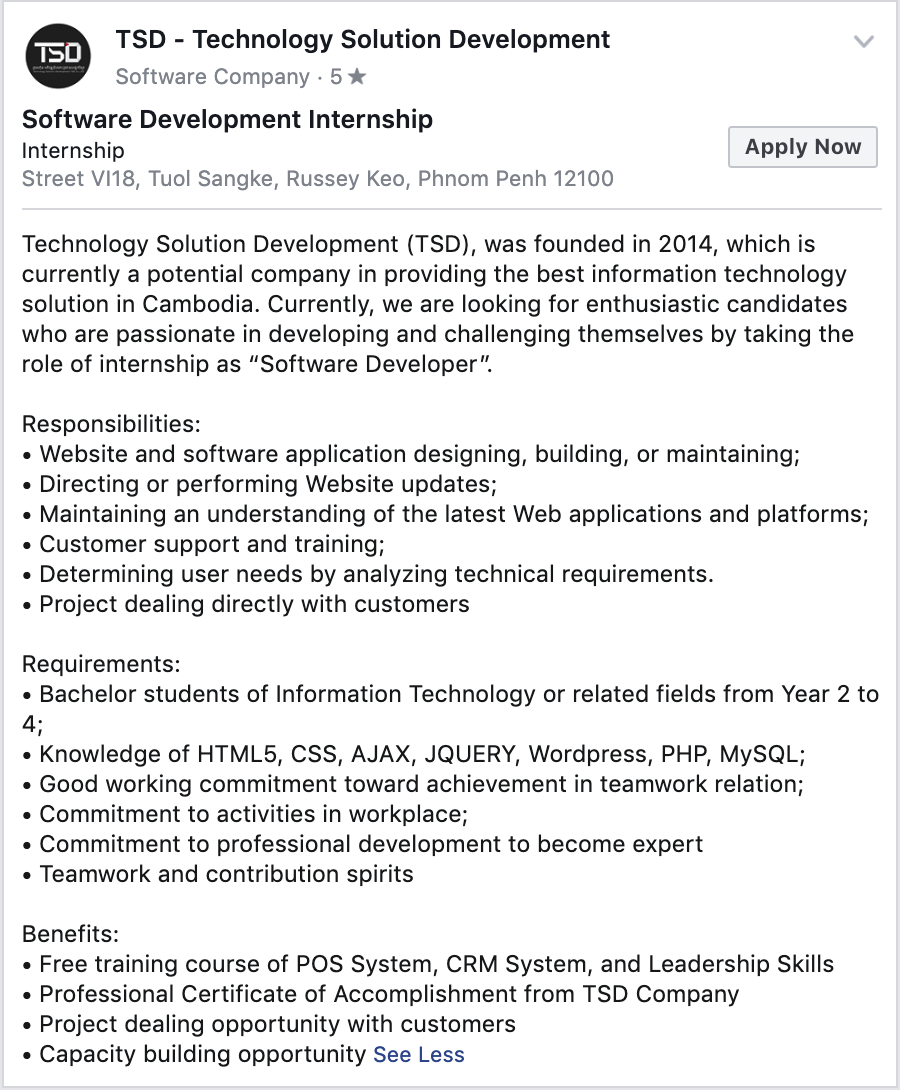 TSD
TSD - Technology Solution Development
Software Company · 5 ★
Software Development Internship
Internship
Apply Now
Street VI18, Tuol Sangke, Russey Keo, Phnom Penh 12100
Technology Solution Development (TSD), was founded in 2014, which is
currently a potential company in providing the best information technology
solution in Cambodia. Currently, we are looking for enthusiastic candidates
who are passionate in developing and challenging themselves by taking the
role of internship as “Software Developer”.
Responsibilities:
• Website and software application designing, building, or maintaining;
• Directing or performing Website updates;
• Maintaining an understanding of the latest Web applications and platforms;
• Customer support and training;
• Determining user needs by analyzing technical requirements.
• Project dealing directly with customers
Requirements:
• Bachelor students of Information Technology or related fields from Year 2 to
4;
• Knowledge of HTML5, CSS, AJAX, JQUERY, Wordpress, PHP, MySQL;
• Good working commitment toward achievement in teamwork relation;
• Commitment to activities in workplace;
• Commitment to professional development to become expert
• Teamwork and contribution spirits
Benefits:
• Free training course of POS System, CRM System, and Leadership Skills
• Professional Certificate of Accomplishment from TSD Company
• Project dealing opportunity with customers
• Capacity building opportunity See Less